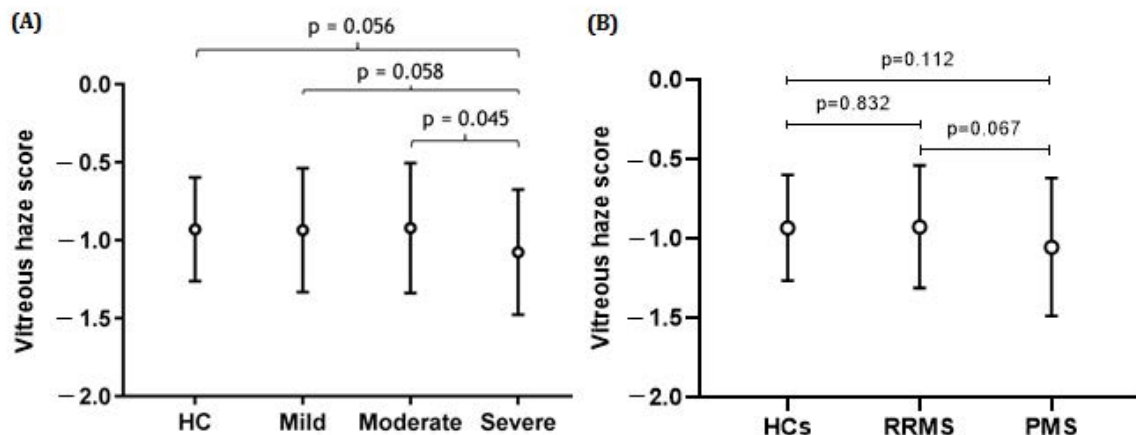 (A)
p = 0.056
p = 0.058
p = 0.045
Vitreous haze score
0.0
−0.5
−1.0
−1.5
−2.0
HC Mild Moderate Severe
(B)
p=0.112
p=0.832
p=0.067
Vitreous haze score
0.0
−0.5
−1.0
−1.5
−2.0
HCs RRMS PMS